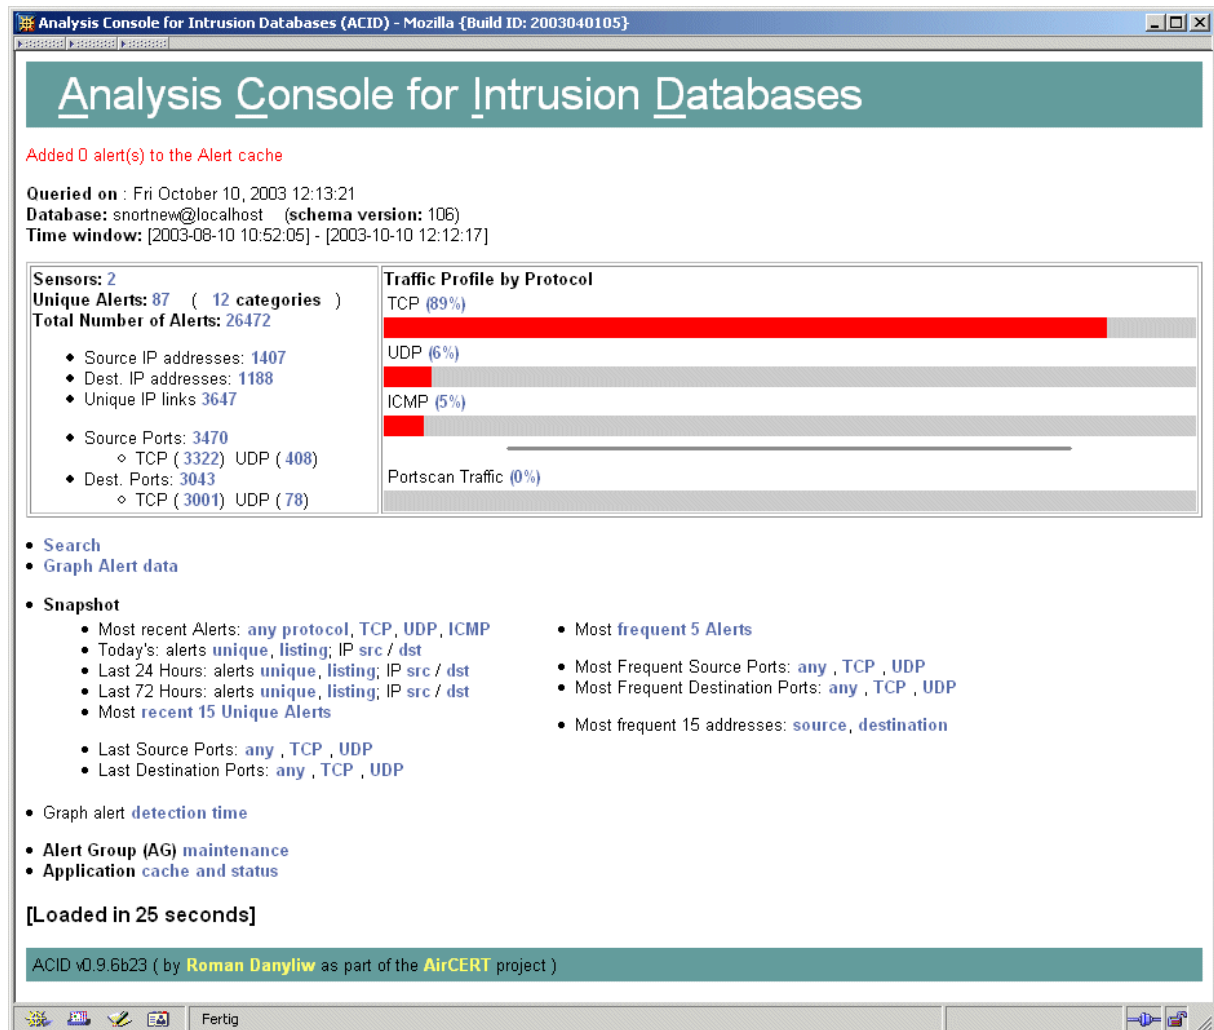 Analysis Console for Intrusion Databases (ACID) - Mozilla {Build ID: 2003040105}
Analysis Console for Intrusion Databases
Added 0 alert(s) to the Alert cache
Queried on : Fri October 10, 2003 12:13:21
Database: snortnew@localhost (schema version: 106)
Time window: [2003-08-10 10:52:05] - [2003-10-10 12:12:17]
Sensors: 2
Unique Alerts: 87 ( 12 categories )
Total Number of Alerts: 26472
Source IP addresses: 1407
Dest. IP addresses: 1188
Unique IP links 3647
Source Ports: 3470
TCP ( 3322) UDP ( 408)
Dest. Ports: 3043
TCP ( 3001) UDP ( 78)
Traffic Profile by Protocol
TCP (89%)
UDP (6%)
ICMP (5%)
Portscan Traffic (0%)
Search
Graph Alert data
Snapshot
Most recent Alerts: any protocol, TCP, UDP, ICMP
Today's: alerts unique, listing; IP src / dst
Last 24 Hours: alerts unique, listing; IP src / dst
Last 72 Hours: alerts unique, listing; IP src / dst
Most recent 15 Unique Alerts
Last Source Ports: any , TCP , UDP
Last Destination Ports: any , TCP , UDP
Most frequent 5 Alerts
Most Frequent Source Ports: any , TCP , UDP
Most Frequent Destination Ports: any , TCP , UDP
Most frequent 15 addresses: source, destination
Graph alert detection time
Alert Group (AG) maintenance
Application cache and status
[Loaded in 25 seconds]
ACID v0.9.6b23 ( by Roman Danyliw as part of the AirCERT project )
Fertig